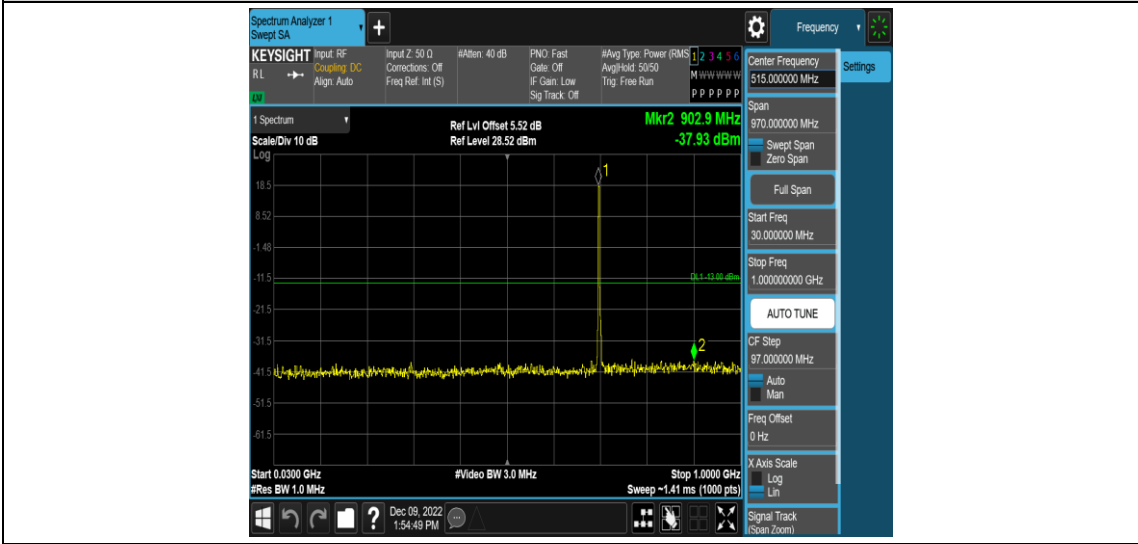 Spectrum Analyzer 1
Swept SA
+
Frequency
KEYSIGHT
RL
Input: RF
Coupling: DC
Align: Auto
Input Z: 50 Ω
Corrections: Off
Freq Ref: Int (S)
#Atten: 40 dB
PNO: Fast
Gate: Off
IF Gain: Low
Sig Track: Off
#Avg Type: Power (RMS
Avg|Hold: 50/50
Trig: Free Run
1 2 3 4 5 6
M W W W W W
P P P P P P
1 Spectrum
Scale/Div 10 dB
Log
Ref Lvl Offset 5.52 dB
Ref Level 28.52 dBm
Mkr2 902.9 MHz
-37.93 dBm
1
18.5
8.52
-1.48
-11.5
DL1 -13.00 dBm
-21.5
-31.5
2
-41.5
-51.5
-61.5
Start 0.0300 GHz
#Res BW 1.0 MHz
#Video BW 3.0 MHz
Stop 1.0000 GHz
Sweep ~1.41 ms (1000 pts)
?
Dec 09, 2022
1:54:49 PM
Center Frequency
515.000000 MHz
Settings
Span
970.000000 MHz
Swept Span
Zero Span
Full Span
Start Freq
30.000000 MHz
Stop Freq
1.000000000 GHz
AUTO TUNE
CF Step
97.000000 MHz
Auto
Man
Freq Offset
0 Hz
X Axis Scale
Log
Lin
Signal Track
(Span Zoom)